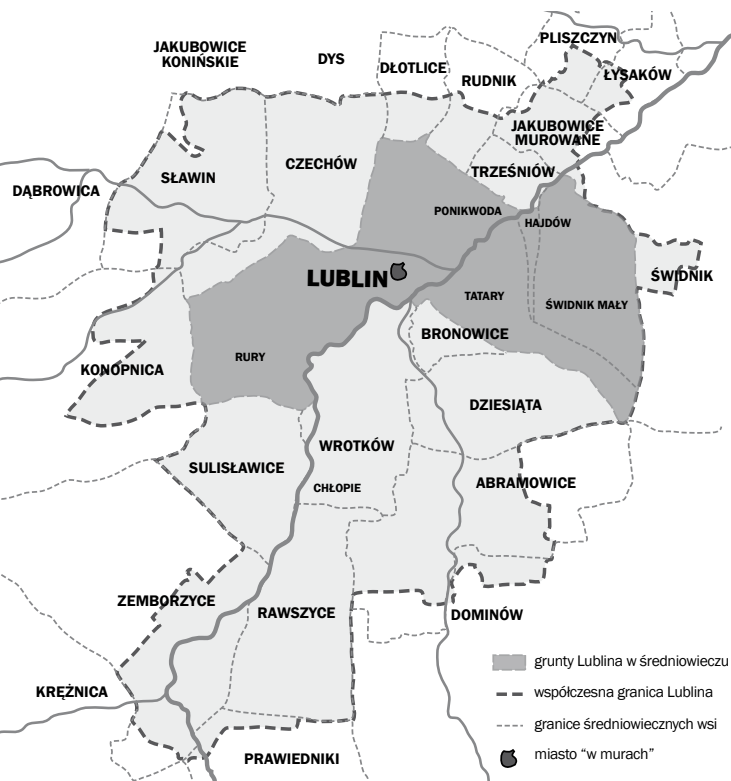 PLISZCZYN
JAKUBOWICE
KONIŃSKIE
DYS
DŁOTLICE
RUDNIK
ŁYSAKÓW
JAKUBOWICE
MUROWANE
CZECHÓW
TRZEŚNIÓW
SŁAWIN
DĄBROWICA
PONIKWODA
HAJDÓW
LUBLIN
ŚWIDNIK
TATARY
ŚWIDNIK MAŁY
BRONOWICE
RURY
KONOPNICA
DZIESIĄTA
WROTKÓW
SULISŁAWICE
CHŁOPIE
ABRAMOWICE
ZEMBORZYCE
RAWSZYCE
DOMINÓW
KRĘŻNICA
PRAWIEDNIKI
grunty Lublina w średniowieczu
współczesna granica Lublina
granice średniowiecznych wsi
miasto "w murach"